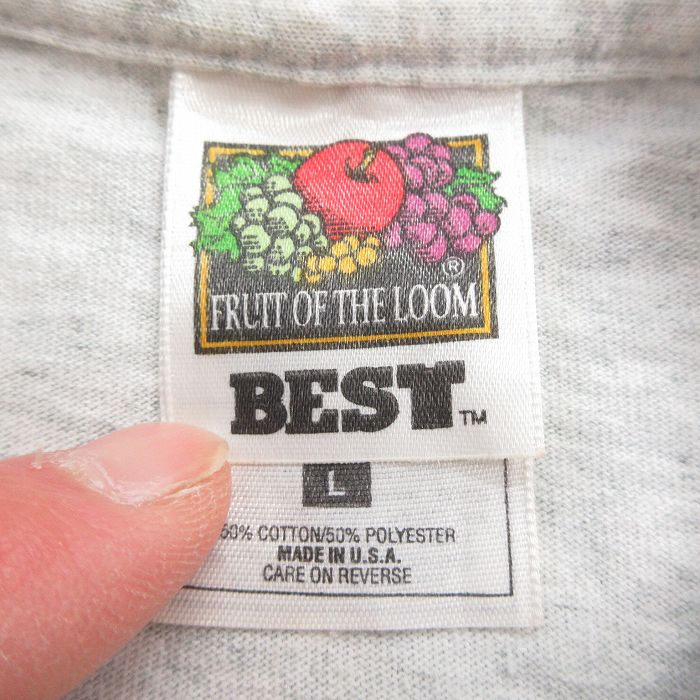 ®
FRUIT OF THE LOOM
BEST™
L
50% COTTON/50% POLYESTER
MADE IN U.S.A.
CARE ON REVERSE